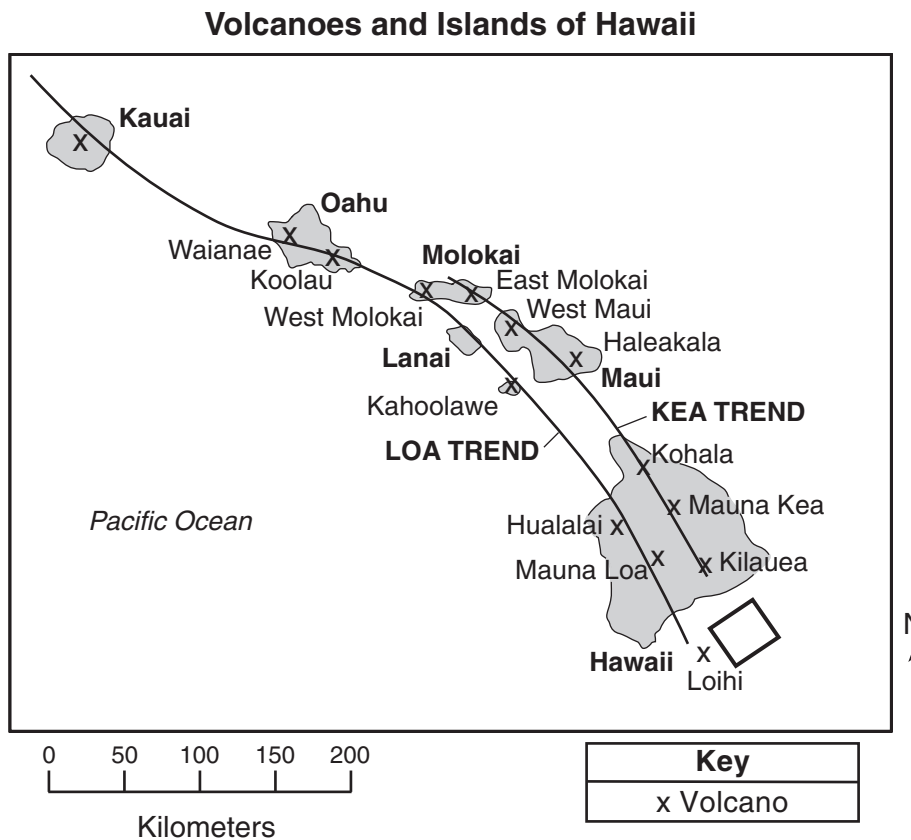 Volcanoes and Islands of Hawaii
Kauai
x
Oahu
x
Waianae
x
Koolau
Molokai
x
x
East Molokai
West Molokai
x
West Maui
Lanai
x
Haleakala
Maui
x
Kahoolawe
KEA TREND
LOA TREND
x
Kohala
x
Mauna Kea
Pacific Ocean
Hualalai x
Mauna Loa x
x
Kilauea
N
Hawaii
x
Loihi
0 50 100 150 200
Kilometers
Key
x Volcano